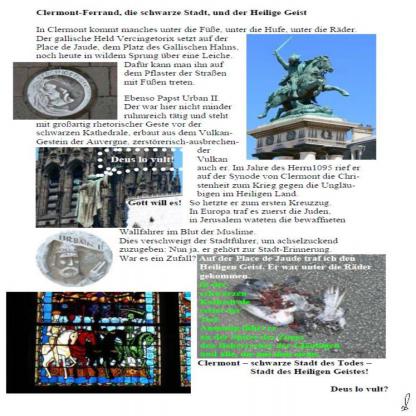 Clermont-Ferrand, die schwarze Stadt, und der Heilige Geist
In Clermont kommt manches unter die Füße, unter die Hufe, unter die Räder.
Der gallische Held Vercingetorix setzt auf der
Place de Jaude, dem Platz des Gallischen Hahns,
noch heute in wildem Sprung über eine Leiche.
Dafür kann man ihn auf
dem Pflaster der Straßen
mit Füßen treten.
Ebenso Papst Urban II.
Der war hier nicht minder
ruhmreich tätig und steht
mit großartig rhetorischer Geste vor der
schwarzen Kathedrale, erbaut aus dem Vulkan-
Gestein der Auvergne, zerstörerisch-ausbrechen-
der
Vulkan
auch er. Im Jahre des Herrn1095 rief er
auf der Synode von Clermont die Chri-
stenheit zum Krieg gegen die Ungläu-
bigen im Heiligen Land.
Deus lo vult!
Gott will es!
So hetzte er zum ersten Kreuzzug.
In Europa traf es zuerst die Juden,
in Jerusalem wateten die bewaffneten
Wallfahrer im Blut der Muslime.
Dies verschweigt der Stadtführer, um achselzuckend
zuzugeben: Nun ja, er gehört zur Stadt-Erinnerung.
War es ein Zufall?
URBAIN II
Auf der Place de Jaude traf ich den
Heiligen Geist. Er war unter die Räder
gekommen.
schwarzen
Kathedrale
Clermont – schwarze Stadt des Todes –
Stadt des Heiligen Geistes!
Deus lo vult?